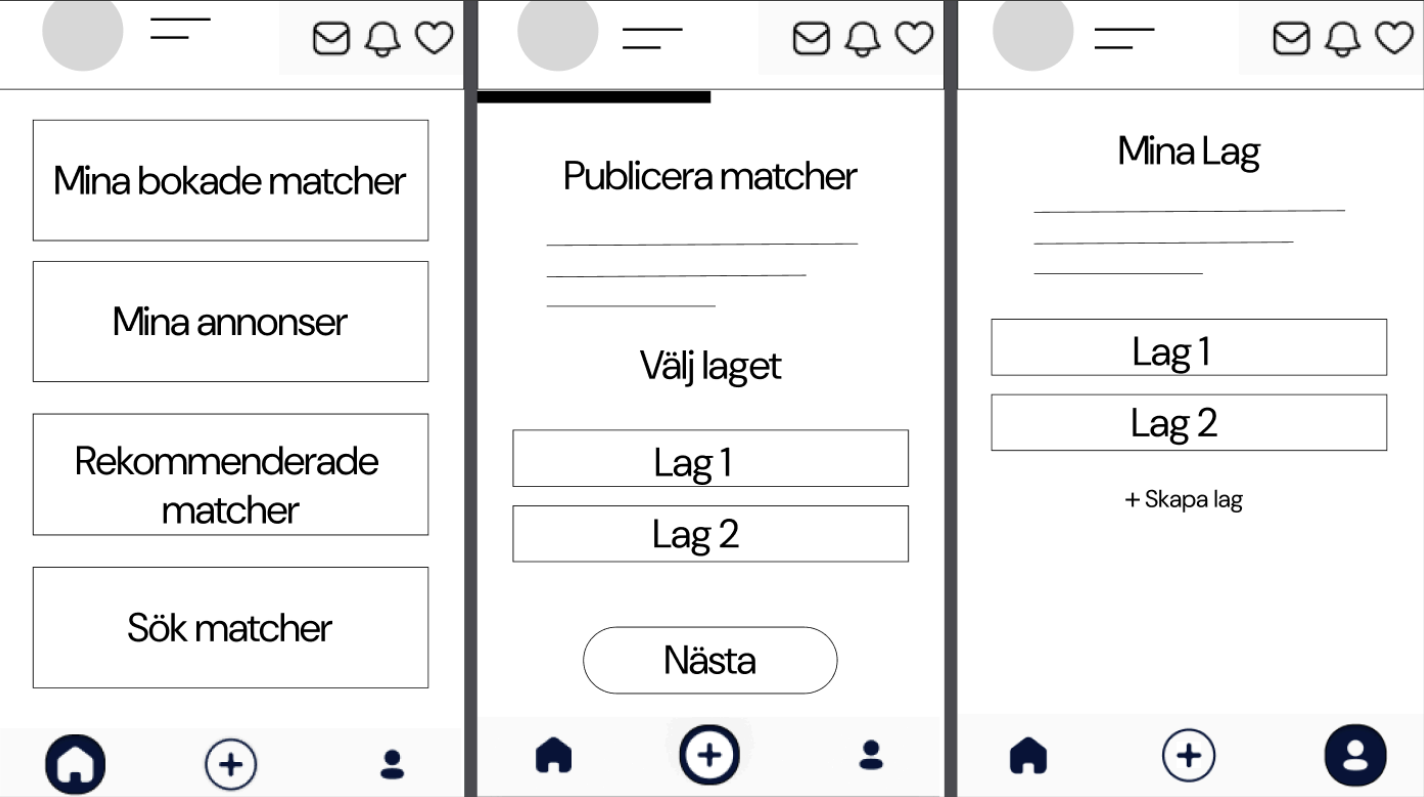 Mina bokade matcher
Mina annonser
Rekommenderade
matcher
Sök matcher
Publicera matcher
Välj laget
Lag 1
Lag 2
Nästa
Mina Lag
Lag 1
Lag 2
+ Skapa lag